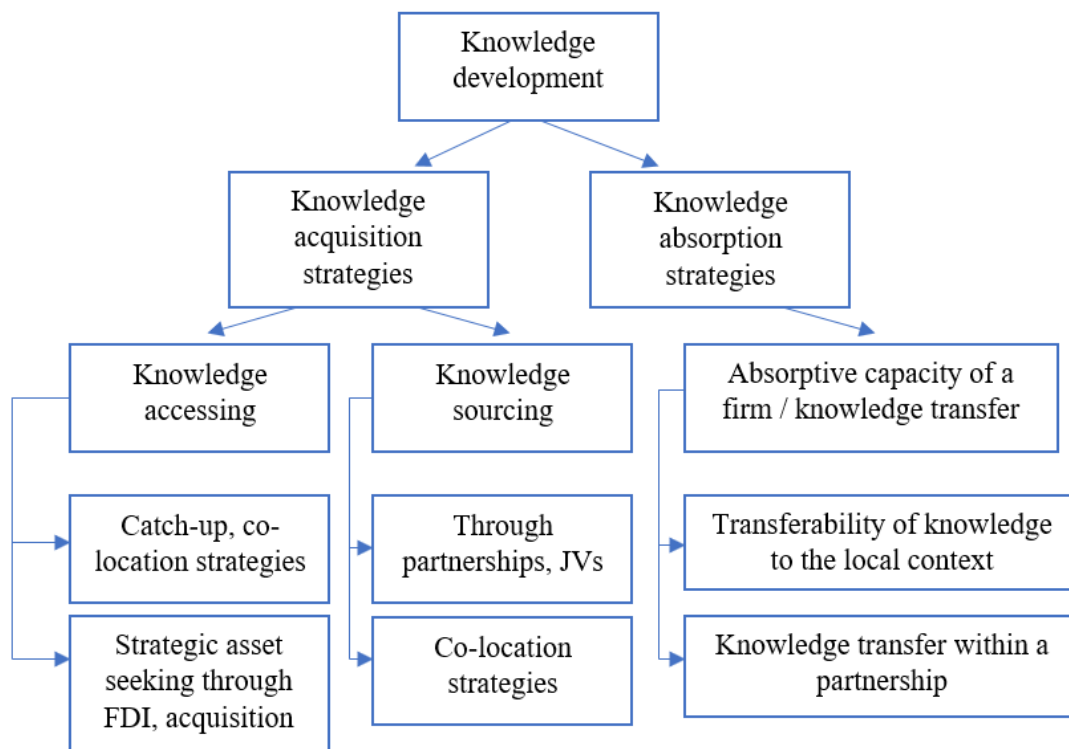 Knowledge
development
Knowledge
acquisition
strategies
Knowledge
absorption
strategies
Knowledge
accessing
Knowledge
sourcing
Absorptive capacity of a
firm / knowledge transfer
Catch-up, co-
location strategies
Through
partnerships, JVs
Transferability of knowledge
to the local context
Strategic asset
seeking through
FDI, acquisition
Co-location
strategies
Knowledge transfer within a
partnership